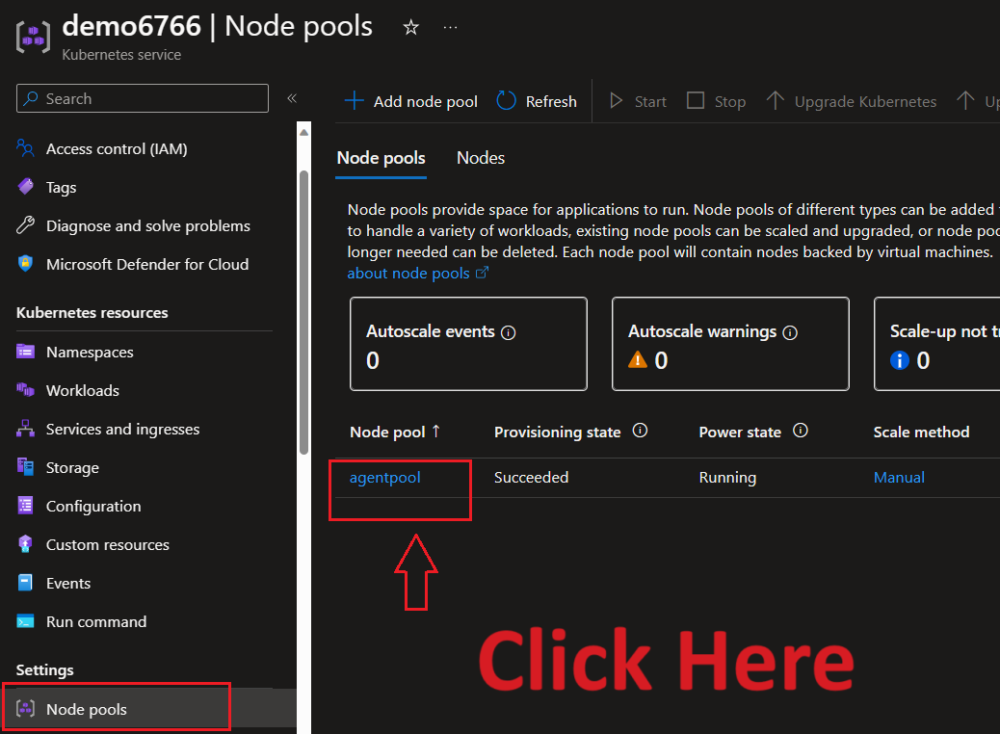 demo6766 | Node pools
Kubernetes service
Search
Add node pool Refresh Start Stop Upgrade Kubernetes
Access control (IAM)
Tags
Diagnose and solve problems
Microsoft Defender for Cloud
Kubernetes resources
Namespaces
Workloads
Services and ingresses
Storage
Configuration
Custom resources
Events
Run command
Settings
Node pools
Node pools Nodes
Node pools provide space for applications to run. Node pools of different types can be added
to handle a variety of workloads, existing node pools can be scaled and upgraded, or node
longer needed can be deleted. Each node pool will contain nodes backed by virtual machines.
about node pools
Autoscale events
0
Autoscale warnings
0
Scale-up not
0
Node pool ↑ Provisioning state Power state Scale method
agentpool Succeeded Running Manual
Click Here